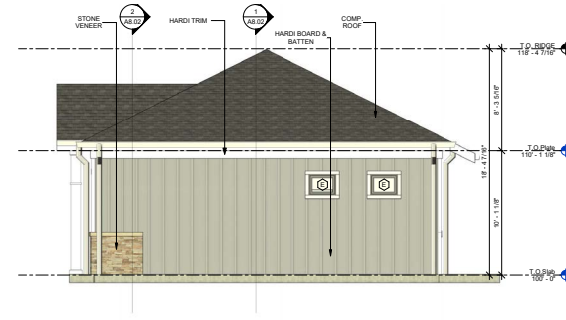 STONE
VENEER
2
A8.02
HARDI TRIM
1
A8.02
HARDI BOARD &
BATTEN
COMP.
ROOF
T.O. RIDGE
118' - 4 7/16"
8' - 3 5/16"
18' - 4 7/16"
T.O.Plate
110' - 1 1/8"
E
E
10' - 1 1/8"
T.O.Slab
100' - 0"